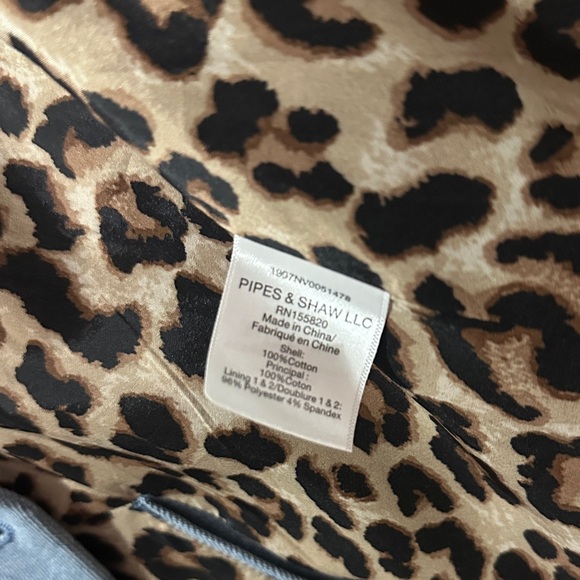 1907NV0051478
PIPES & SHAW LLC
RN155820
Made in China/
Fabriqué en Chine
Shell:
100%Cotton
Principal:
100%Coton
Lining 1 & 2/Doublure 1 & 2:
96% Polyester 4% Spandex